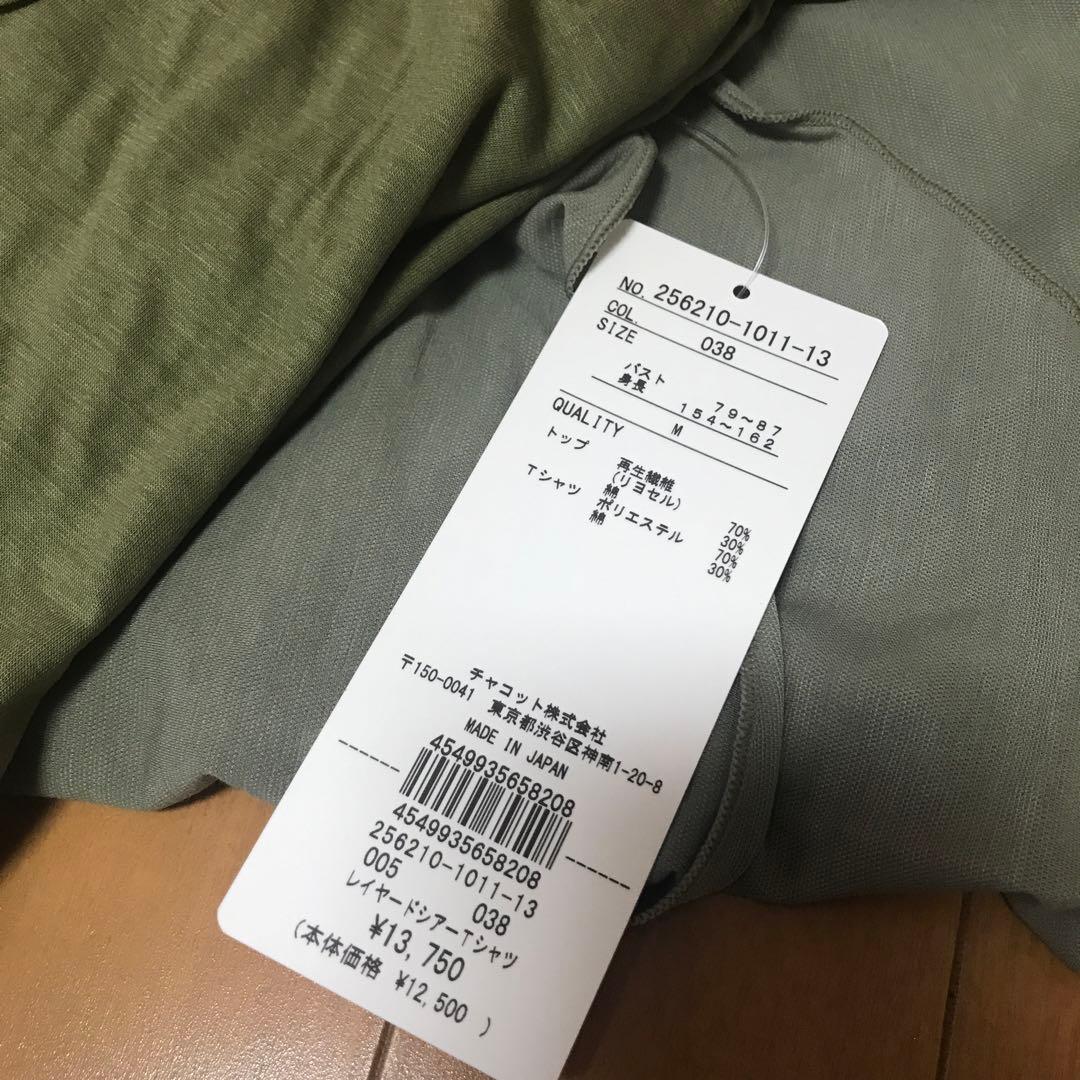 NO. 256210-1011-13
COL. 038
SIZE
バスト 79～87
身長 154～162
M
QUALITY
トップ 再生繊維
(リヨセル) 70%
綿 30%
Tシャツ ポリエステル 70%
綿 30%
チャコット株式会社
〒150-0041 東京都渋谷区神南1-20-8
MADE IN JAPAN
4549935658208
4549935658208
256210-1011-13
005 038
レイヤードシアーTシャツ
¥13,750
(本体価格 ¥12,500 )